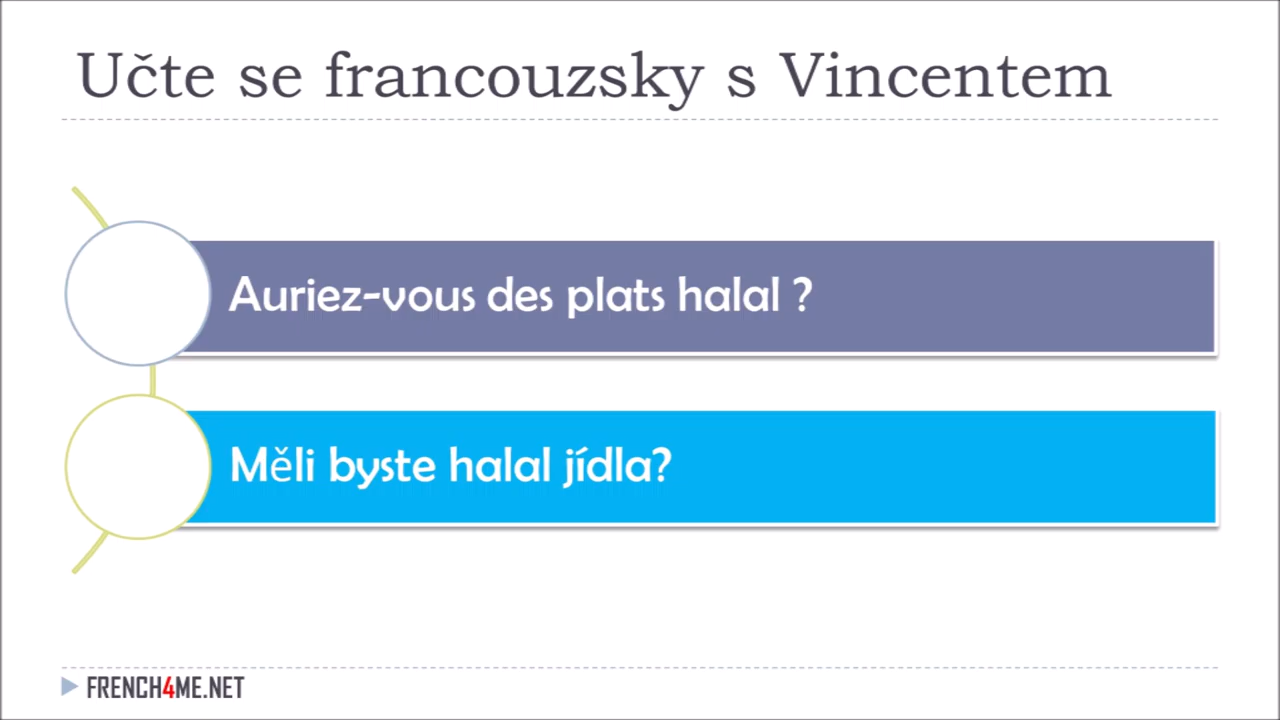 Učte se francouzsky s Vincentem
Auriez-vous des plats halal ?
Měli byste halal jídla?
FRENCH4ME.NET